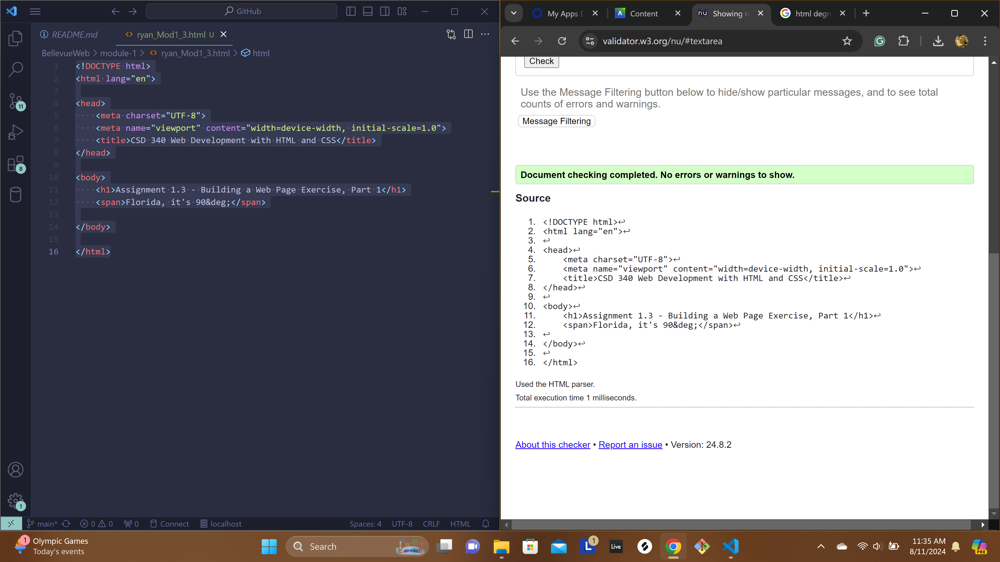 GitHub
README.md
ryan_Mod1_3.html U
BellevueWeb > module-1 > ryan_Mod1_3.html > html
1 <!DOCTYPE html>
2 <html lang="en">
3
4 <head>
5 <meta charset="UTF-8">
6 <meta name="viewport" content="width=device-width, initial-scale=1.0">
7 <title>CSD 340 Web Development with HTML and CSS</title>
8 </head>
9
10 <body>
11 <h1>Assignment 1.3 - Building a Web Page Exercise, Part 1</h1>
12 <span>Florida, it's 90&deg;</span>
13
14 </body>
15
16 </html>
11
8
1
main* 0 0 0 Connect localhost
Spaces: 4 UTF-8 CRLF HTML
My Apps
Content
nu Showing re
html degre
validator.w3.org/nu/#textarea
Check
Use the Message Filtering button below to hide/show particular messages, and to see total
counts of errors and warnings.
Message Filtering
Document checking completed. No errors or warnings to show.
Source
1. <!DOCTYPE html>↩
2. <html lang="en">↩
3. ↩
4. <head>↩
5. <meta charset="UTF-8">↩
6. <meta name="viewport" content="width=device-width, initial-scale=1.0">↩
7. <title>CSD 340 Web Development with HTML and CSS</title>↩
8. </head>↩
9. ↩
10. <body>↩
11. <h1>Assignment 1.3 - Building a Web Page Exercise, Part 1</h1>↩
12. <span>Florida, it's 90&deg;</span>↩
13. ↩
14. </body>↩
15. ↩
16. </html>
Used the HTML parser.
Total execution time 1 milliseconds.
About this checker • Report an issue • Version: 24.8.2
1
Olympic Games
Today's events
Search
L 1
Live
11:35 AM
8/11/2024
PRE